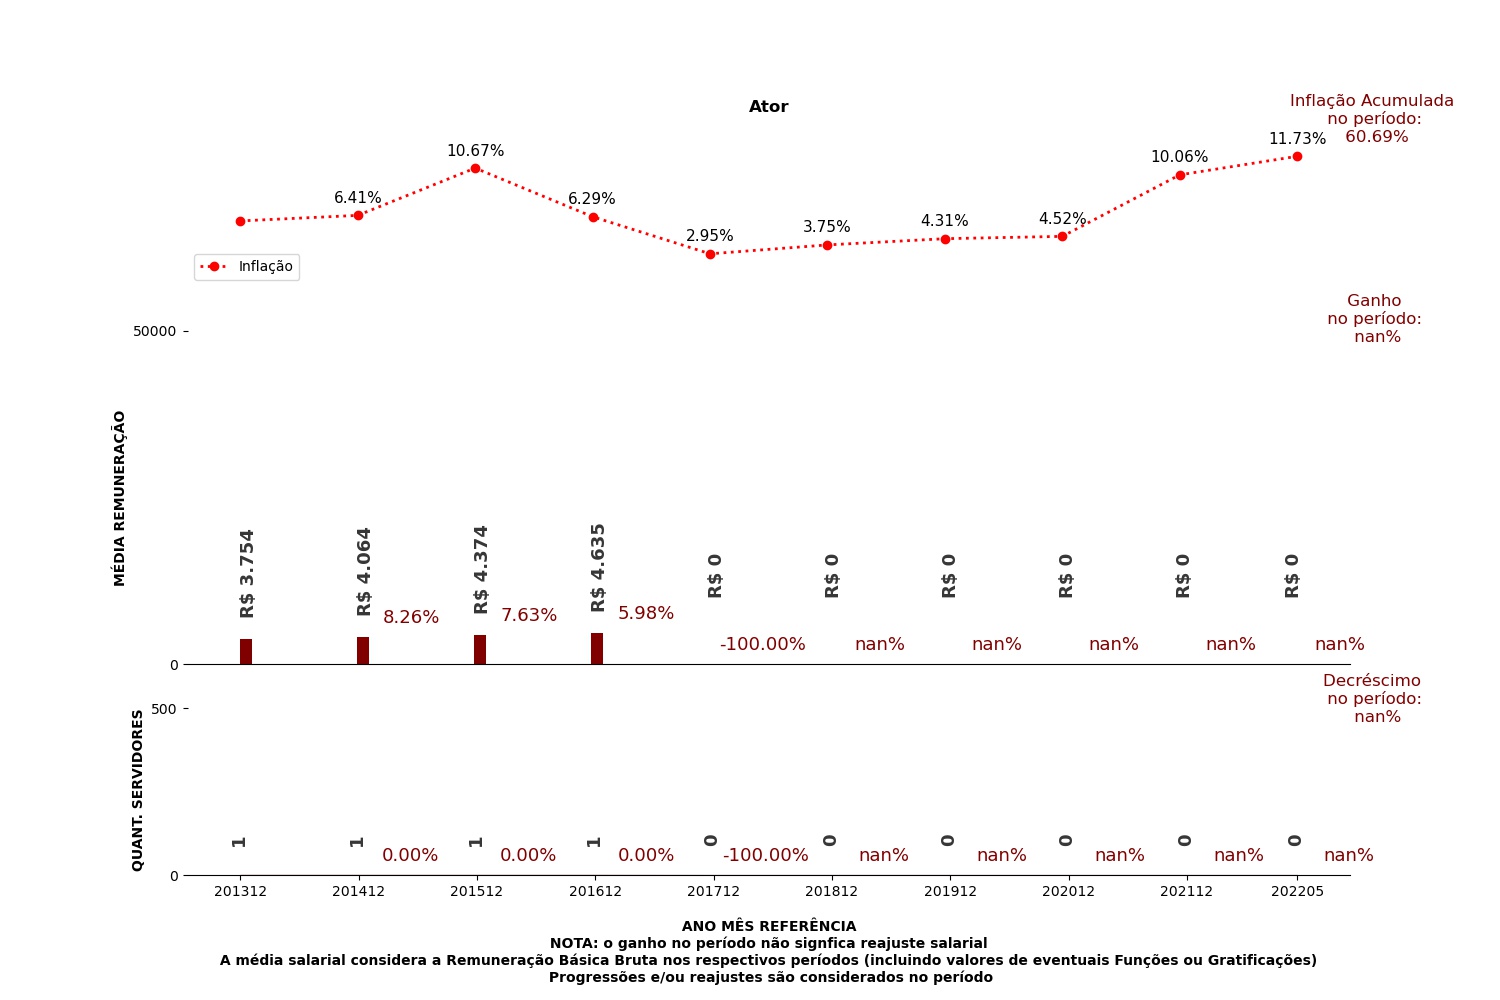 Ator
Inflação Acumulada
no período:
60.69%
6.41%
10.67%
6.29%
2.95%
3.75%
4.31%
4.52%
10.06%
11.73%
Inflação
Ganho
no período:
nan%
50000
0
MÉDIA REMUNERAÇÃO
R$ 3.754
R$ 4.064
R$ 4.374
R$ 4.635
R$ 0
R$ 0
R$ 0
R$ 0
R$ 0
R$ 0
8.26%
7.63%
5.98%
-100.00%
nan%
nan%
nan%
nan%
nan%
Decréscimo
no período:
nan%
500
0
QUANT. SERVIDORES
1
1
1
1
0
0
0
0
0
0
0.00%
0.00%
0.00%
-100.00%
nan%
nan%
nan%
nan%
nan%
201312
201412
201512
201612
201712
201812
201912
202012
202112
202205
ANO MÊS REFERÊNCIA
NOTA: o ganho no período não signfica reajuste salarial
A média salarial considera a Remuneração Básica Bruta nos respectivos períodos (incluindo valores de eventuais Funções ou Gratificações)
Progressões e/ou reajustes são considerados no período